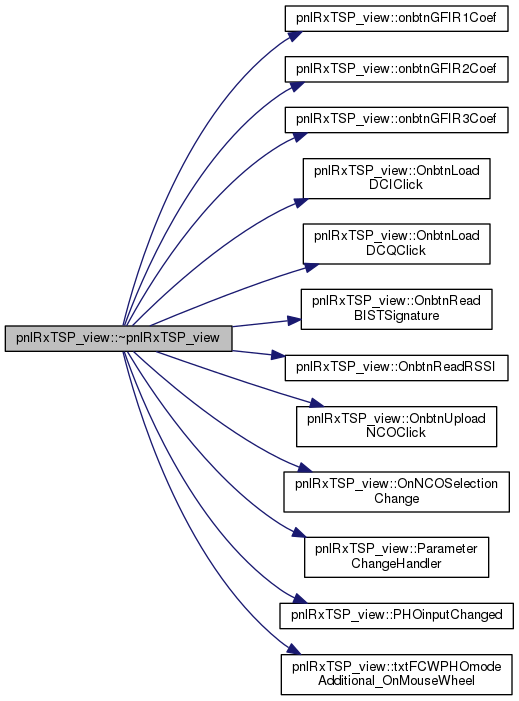 pnlRxTSP_view::onbtnGFIR1Coef
pnlRxTSP_view::onbtnGFIR2Coef
pnlRxTSP_view::onbtnGFIR3Coef
pnlRxTSP_view::OnbtnLoad
DCIClick
pnlRxTSP_view::OnbtnLoad
DCQClick
pnlRxTSP_view::OnbtnRead
BISTSignature
pnlRxTSP_view::~pnlRxTSP_view
pnlRxTSP_view::OnbtnReadRSSI
pnlRxTSP_view::OnbtnUpload
NCOClick
pnlRxTSP_view::OnNCOSelection
Change
pnlRxTSP_view::Parameter
ChangeHandler
pnlRxTSP_view::PHOinputChanged
pnlRxTSP_view::txtFCWPHOmode
Additional_OnMouseWheel